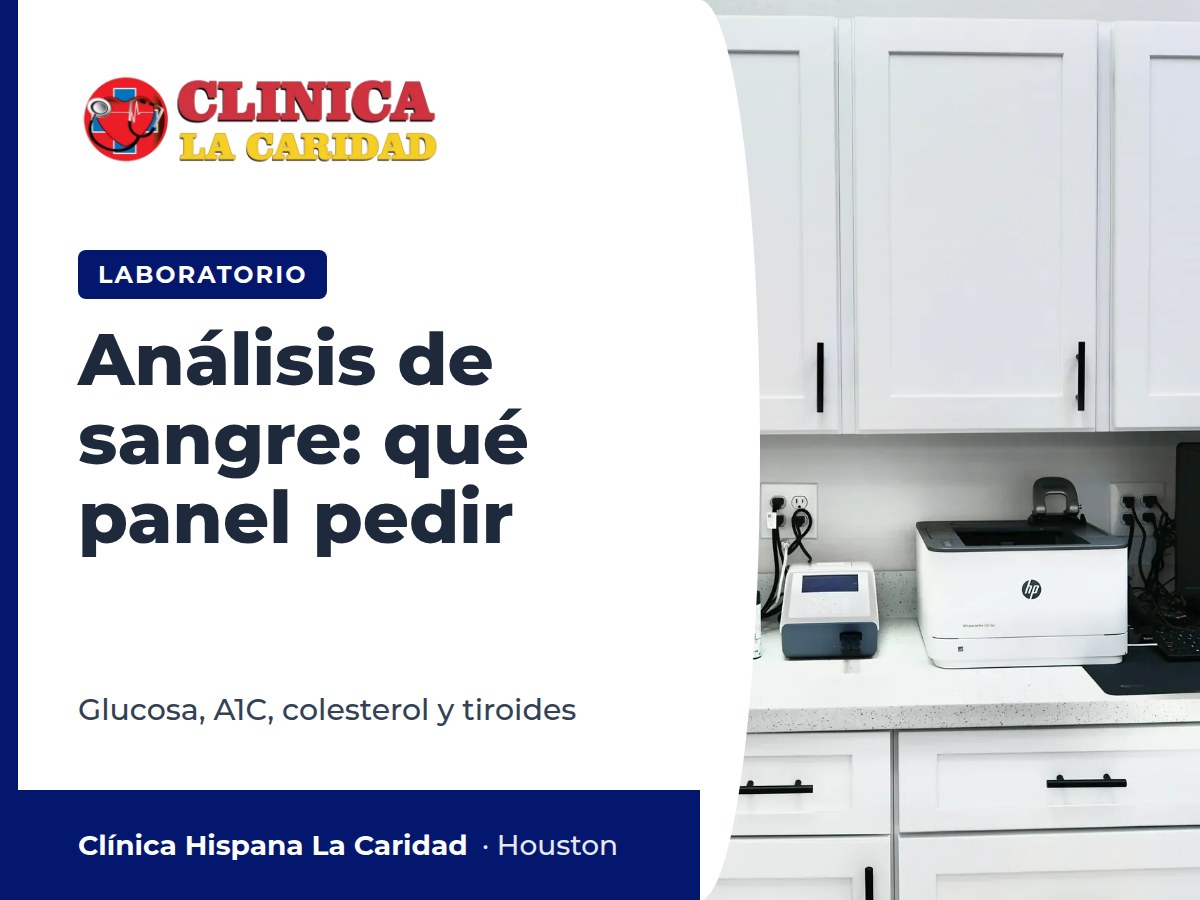 CLINICA
LA CARIDAD
LABORATORIO
Análisis de
sangre: qué
panel pedir
Glucosa, A1C, colesterol y tiroides
Clínica Hispana La Caridad · Houston
hp